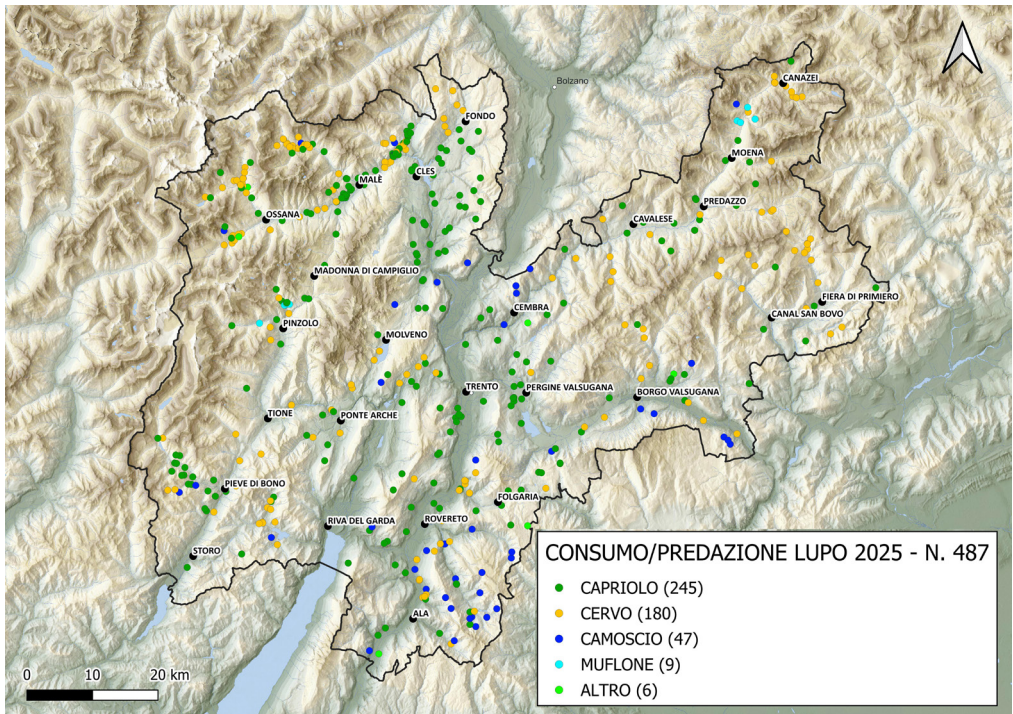 Bolzano
CANAZEI
FONDO
MOENA
CLES
MALÈ
PREDAZZO
OSSANA
CAVALESE
MADONNA DI CAMPIGLIO
FIERA DI PRIMIERO
CEMBRA
CANAL SAN BOVO
PINZOLO
MOLVENO
TRENTO
PERGINE VALSUGANA
BORGO VALSUGANA
TIONE
PONTE ARCHE
PIEVE DI BONO
FOLGARIA
RIVA DEL GARDA
ROVERETO
STORO
ALA
CONSUMO/PREDAZIONE LUPO 2025 - N. 487
CAPRIOLO (245)
CERVO (180)
CAMOSCIO (47)
MUFLONE (9)
ALTRO (6)
0 10 20 km